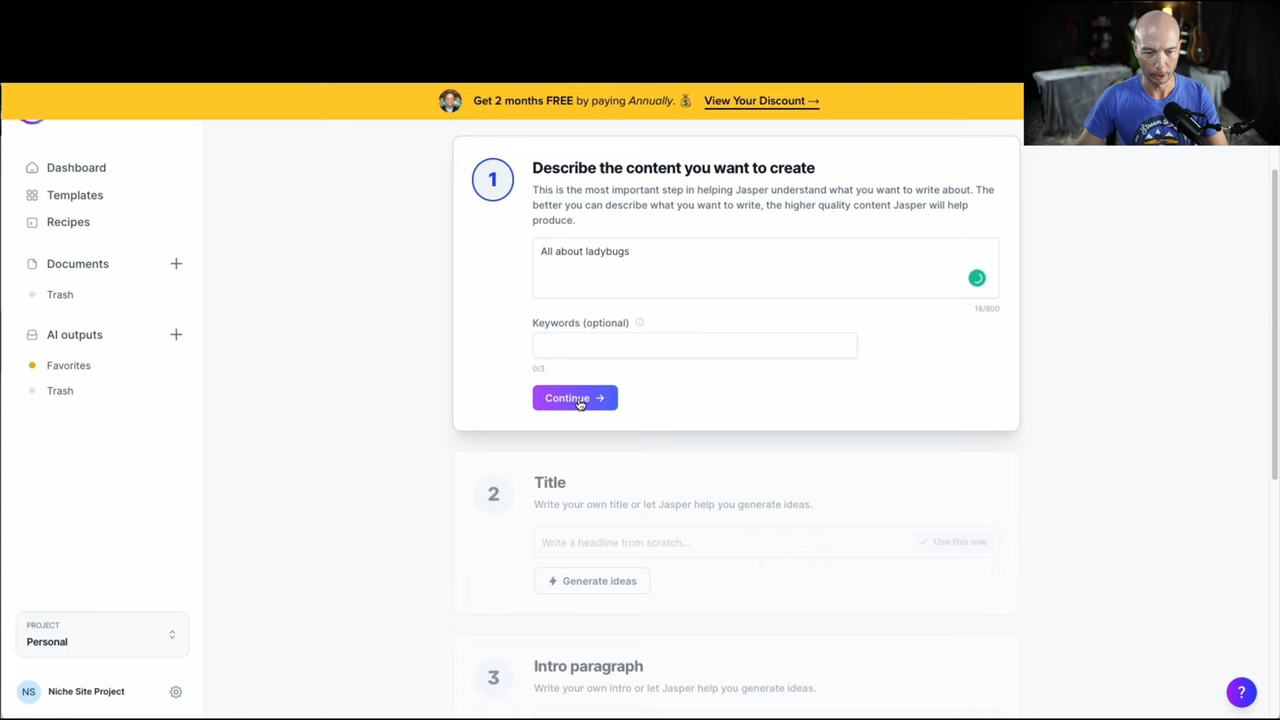 Get 2 months FREE by paying Annually. 💰 View Your Discount →
Dashboard
Templates
Recipes
Documents
Trash
AI outputs
Favorites
Trash
PROJECT
Personal
NS Niche Site Project
1
Describe the content you want to create
This is the most important step in helping Jasper understand what you want to write about. The
better you can describe what you want to write, the higher quality content Jasper will help
produce.
All about ladybugs
18/800
Keywords (optional)
0/3
Continue →
2
Title
Write your own title or let Jasper help you generate ideas.
Write a headline from scratch...
✓ Use this one
Generate ideas
3
Intro paragraph
Write your own intro or let Jasper help you generate ideas.
?